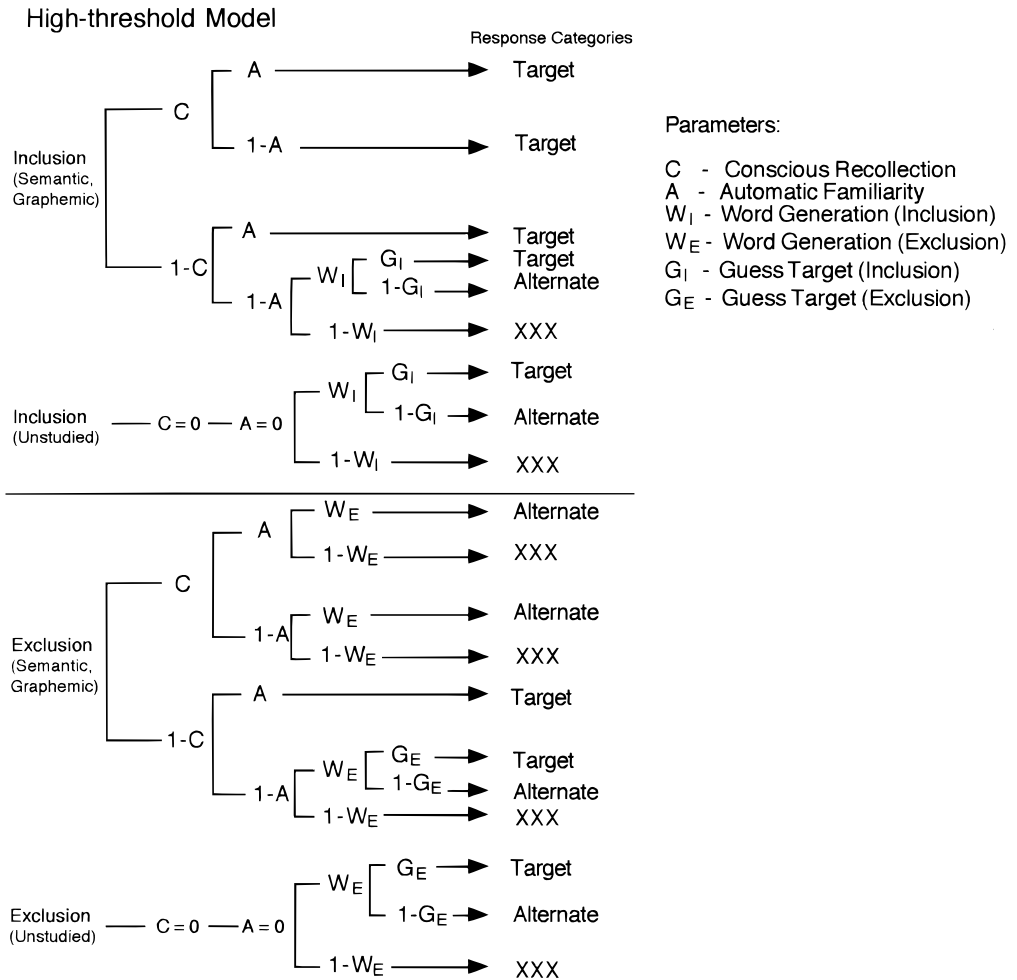 High-threshold Model
Response Categories
A Target
C
1-A Target
Inclusion
(Semantic,
Graphemic)
A Target
1-C
G_I Target
W_I
1-G_I Alternate
1-A
1-W_I XXX
G_I Target
W_I
1-G_I Alternate
Inclusion
(Unstudied)
C = 0 A = 0
1-W_I XXX
Parameters:
C - Conscious Recollection
A - Automatic Familiarity
W_I - Word Generation (Inclusion)
W_E - Word Generation (Exclusion)
G_I - Guess Target (Inclusion)
G_E - Guess Target (Exclusion)
W_E Alternate
A
1-W_E XXX
C
W_E Alternate
1-A
1-W_E XXX
Exclusion
(Semantic,
Graphemic)
A Target
1-C
G_E Target
W_E
1-G_E Alternate
1-A
1-W_E XXX
G_E Target
W_E
1-G_E Alternate
Exclusion
(Unstudied)
C = 0 A = 0
1-W_E XXX